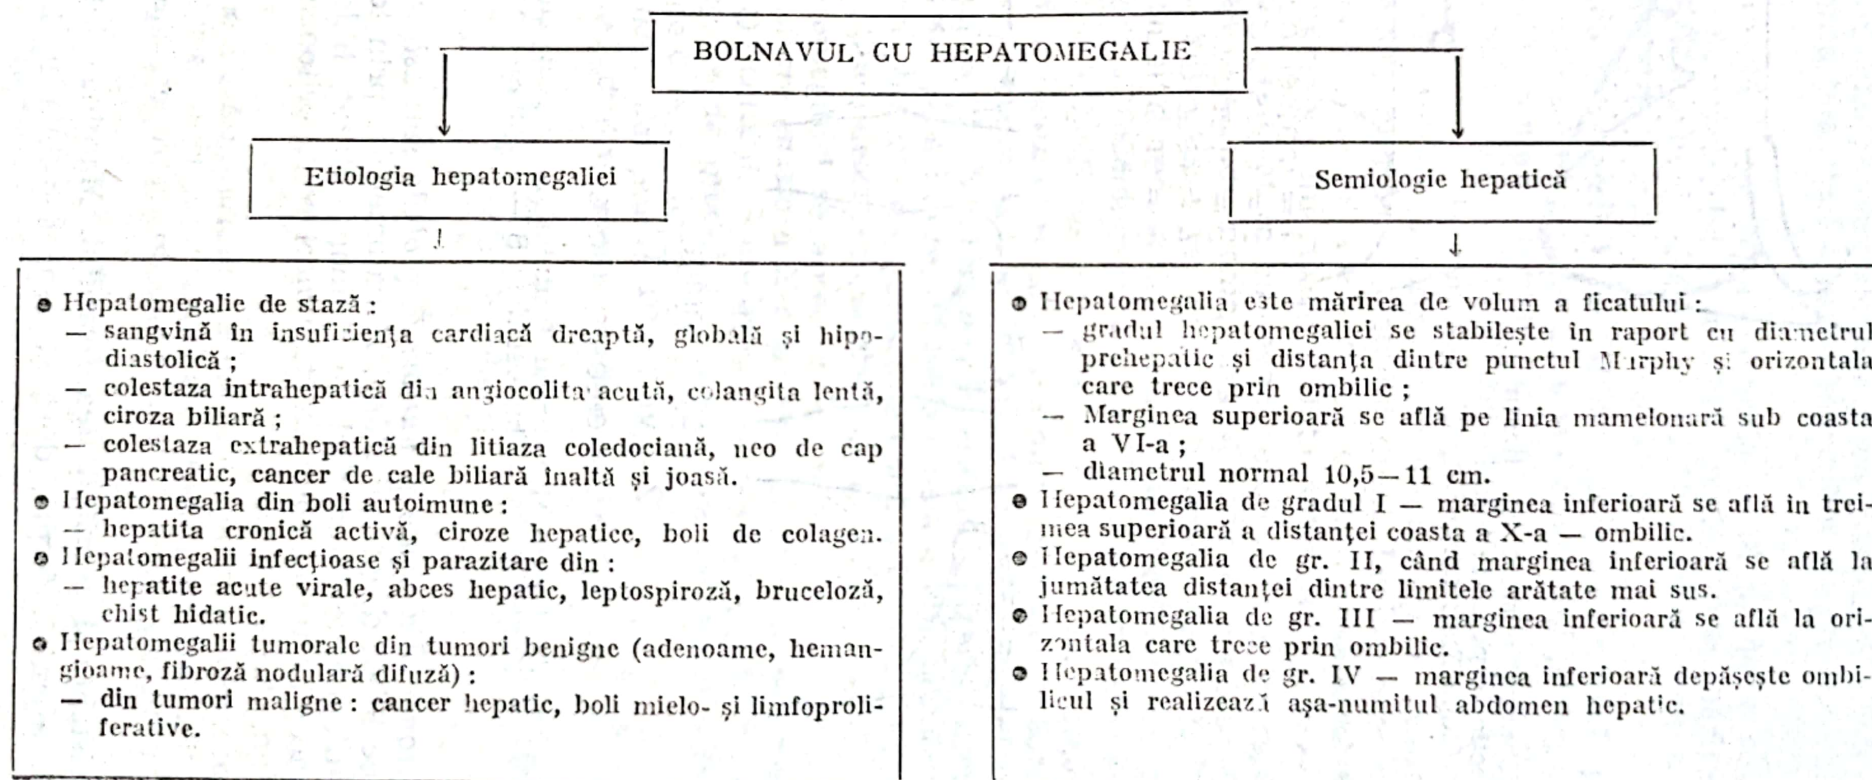 BOLNAVUL CU HEPATOMEGALIE
Etiologia hepatomegaliei
● Hepatomegalie de stază :
— sangvină în insuficiența cardiacă dreaptă, globală și hipo-
diastolică ;
— colestaza intrahepatică din angiocolita acută, colangita lentă,
ciroza biliară ;
— colestaza extrahepatică din litiaza coledociană, neo de cap
pancreatic, cancer de cale biliară înaltă și joasă.
● Hepatomegalia din boli autoimune :
— hepatita cronică activă, ciroze hepatice, boli de colagen.
● Hepatomegalii infecțioase și parazitare din :
— hepatite acute virale, abces hepatic, leptospiroză, bruceloză,
chist hidatic.
● Hepatomegalii tumorale din tumori benigne (adenoame, heman-
gioame, fibroză nodulară difuză) :
— din tumori maligne : cancer hepatic, boli mielo- și limfoproli-
ferative.
Semiologie hepatică
● Hepatomegalia este mărirea de volum a ficatului :
— gradul hepatomegaliei se stabilește în raport cu diametrul
prehepatic și distanța dintre punctul Murphy și orizontala
care trece prin ombilic ;
— Marginea superioară se află pe linia mamelonară sub coasta
a VI-a ;
— diametrul normal 10,5—11 cm.
● Hepatomegalia de gradul I — marginea inferioară se află în trei-
mea superioară a distanței coasta a X-a — ombilic.
● Hepatomegalia de gr. II, când marginea inferioară se află la
jumătatea distanței dintre limitele arătate mai sus.
● Hepatomegalia de gr. III — marginea inferioară se află la ori-
zontala care trece prin ombilic.
● Hepatomegalia de gr. IV — marginea inferioară depășește ombi-
licul și realizează așa-numitul abdomen hepatic.